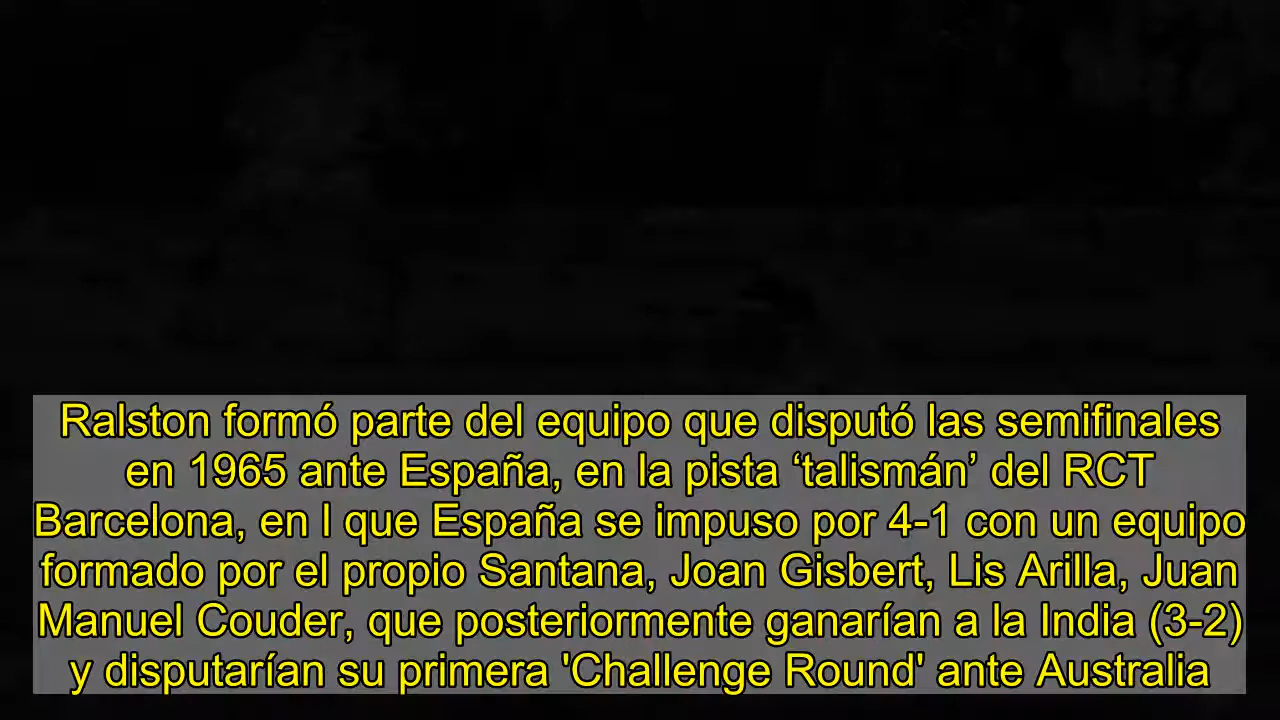 Ralston formó parte del equipo que disputó las semifinales
en 1965 ante España, en la pista ‘talismán’ del RCT
Barcelona, en l que España se impuso por 4-1 con un equipo
formado por el propio Santana, Joan Gisbert, Lis Arilla, Juan
Manuel Couder, que posteriormente ganarían a la India (3-2)
y disputarían su primera 'Challenge Round' ante Australia